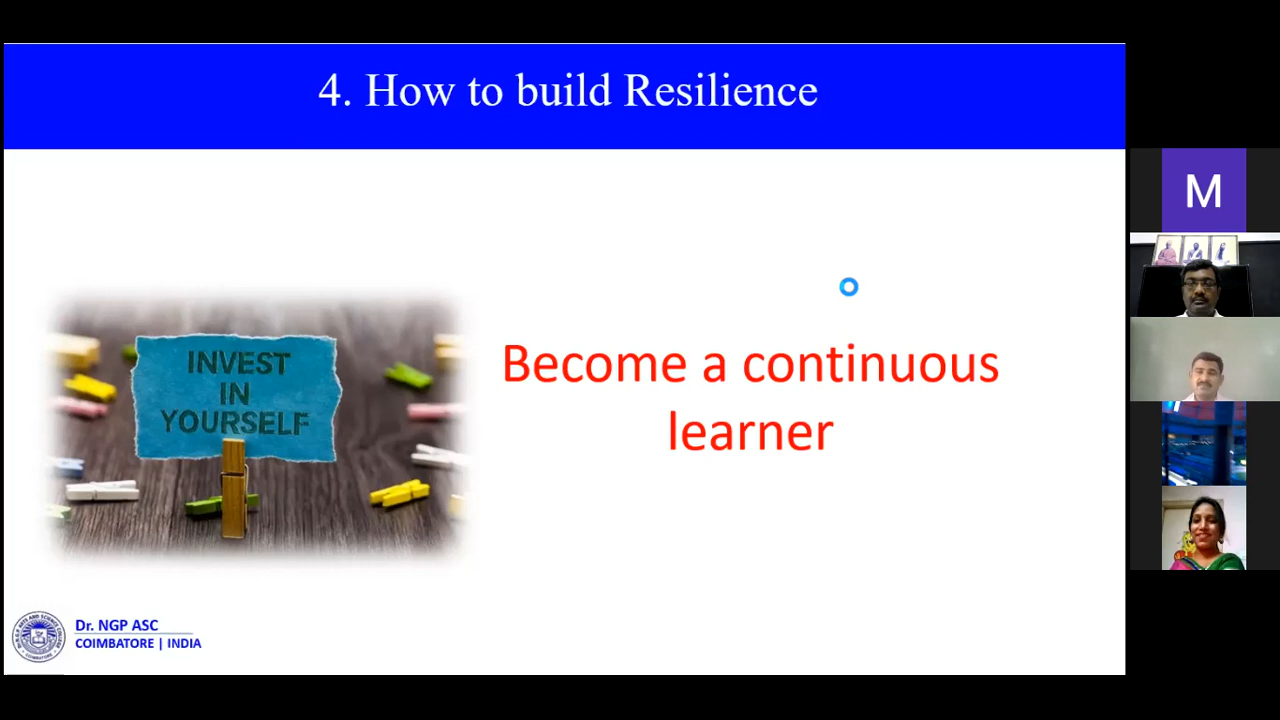 4. How to build Resilience
M
INVEST
IN
YOURSELF
Become a continuous
learner
Dr. NGP ASC
COIMBATORE | INDIA